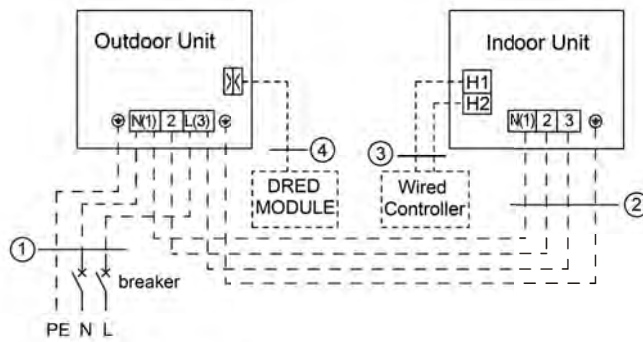 Outdoor Unit
Indoor Unit
H1
H2
N(1) 2 L(3)
N(1) 2 3
4
3
DRED
MODULE
Wired
Controller
2
1
breaker
PE N L